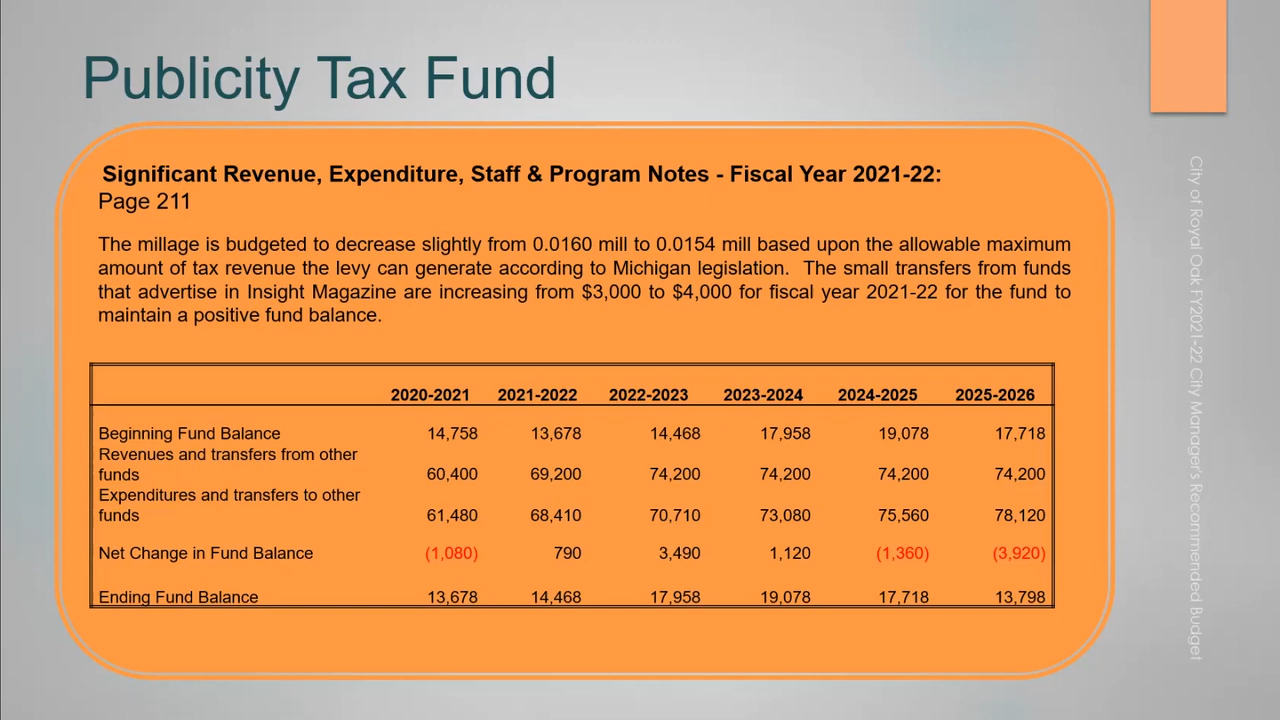 Publicity Tax Fund
Significant Revenue, Expenditure, Staff & Program Notes - Fiscal Year 2021-22:
Page 211
The millage is budgeted to decrease slightly from 0.0160 mill to 0.0154 mill based upon the allowable maximum
amount of tax revenue the levy can generate according to Michigan legislation. The small transfers from funds
that advertise in Insight Magazine are increasing from $3,000 to $4,000 for fiscal year 2021-22 for the fund to
maintain a positive fund balance.
2020-2021 2021-2022 2022-2023 2023-2024 2024-2025 2025-2026
Beginning Fund Balance 14,758 13,678 14,468 17,958 19,078 17,718
Revenues and transfers from other
funds 60,400 69,200 74,200 74,200 74,200 74,200
Expenditures and transfers to other
funds 61,480 68,410 70,710 73,080 75,560 78,120
Net Change in Fund Balance (1,080) 790 3,490 1,120 (1,360) (3,920)
Ending Fund Balance 13,678 14,468 17,958 19,078 17,718 13,798
City of Royal Oak FY2021-22 City Manager's Recommended Budget